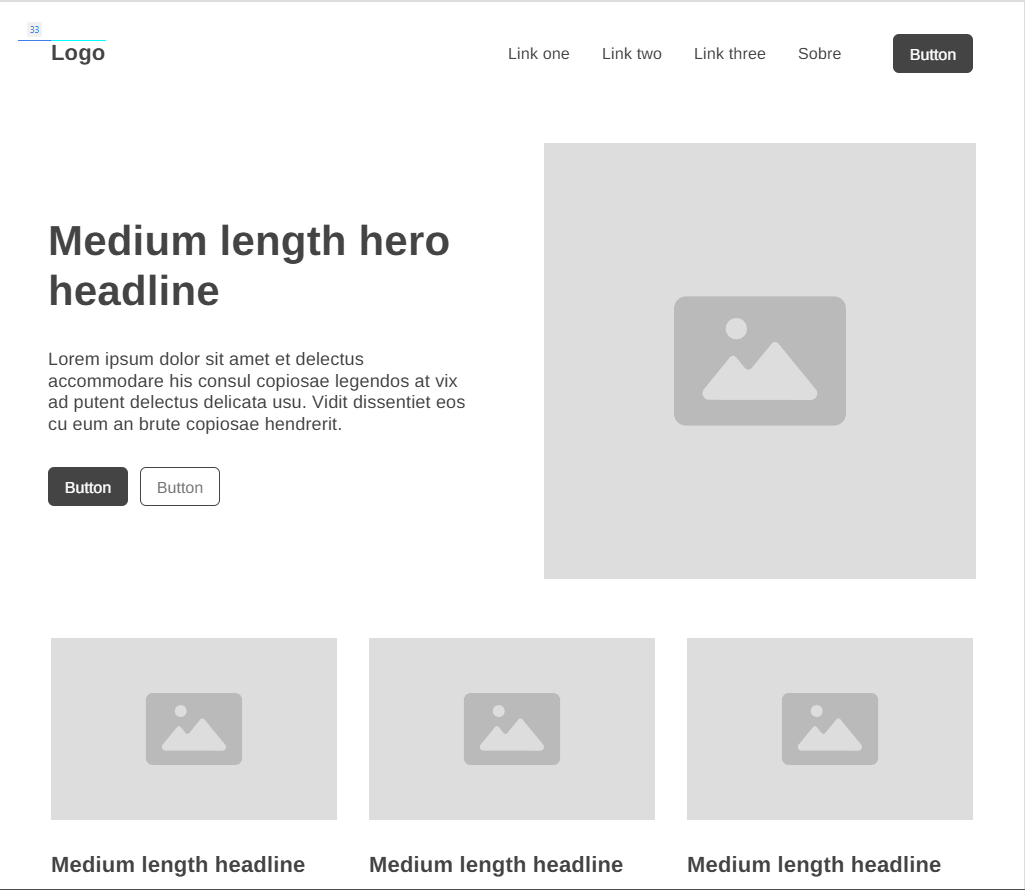 33
Logo
Link one
Link two
Link three
Sobre
Button
Medium length hero
headline
Lorem ipsum dolor sit amet et delectus
accommodare his consul copiosae legendos at vix
ad putent delectus delicata usu. Vidit dissentiet eos
cu eum an brute copiosae hendrerit.
Button
Button
Medium length headline
Medium length headline
Medium length headline